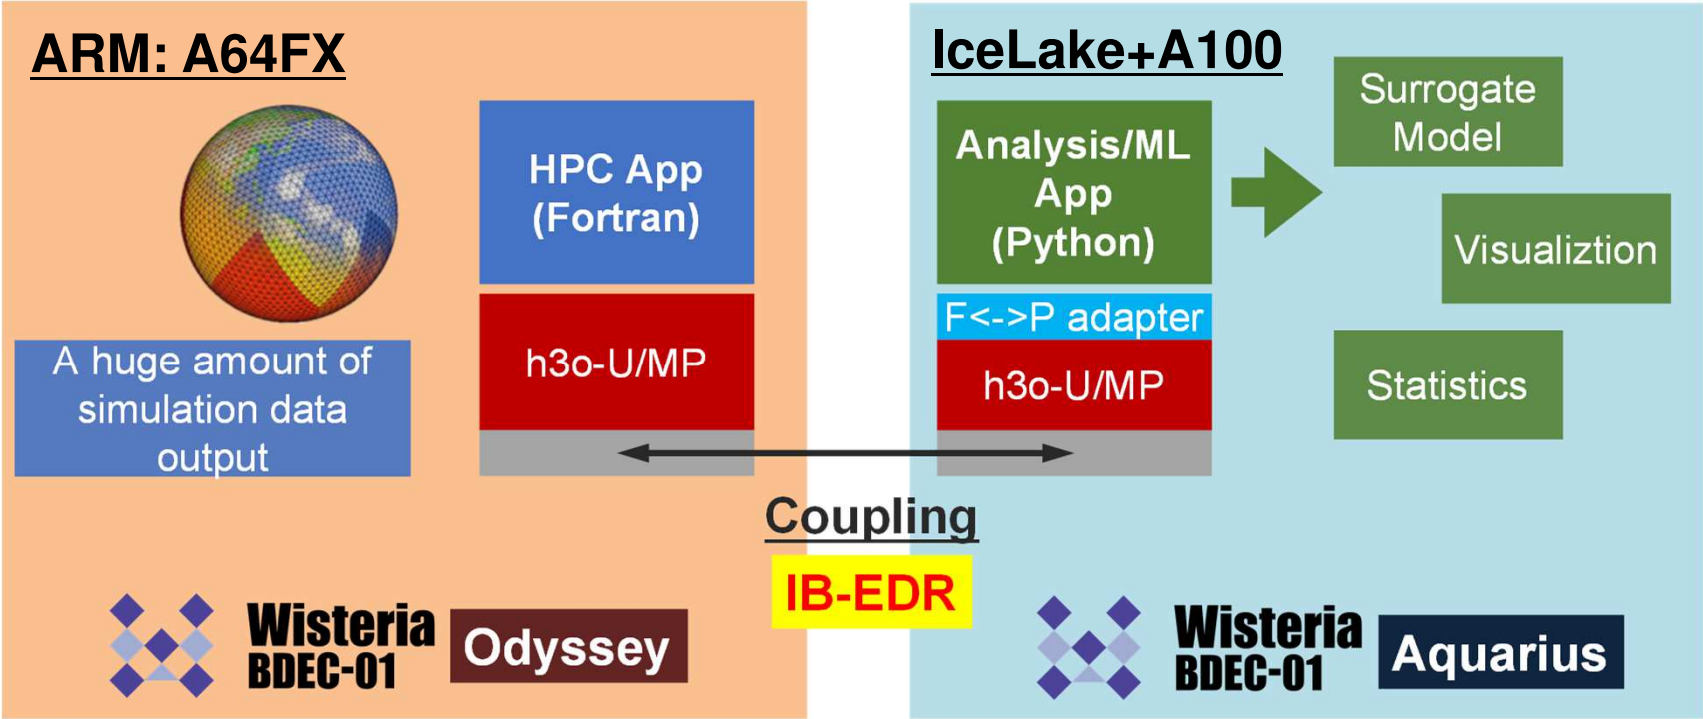 ARM: A64FX
HPC App
(Fortran)
h3o-U/MP
A huge amount of
simulation data
output
Wisteria
BDEC-01
Odyssey
Coupling
IB-EDR
IceLake+A100
Analysis/ML
App
(Python)
F<->P adapter
h3o-U/MP
Surrogate
Model
Visualiztion
Statistics
Wisteria
BDEC-01
Aquarius